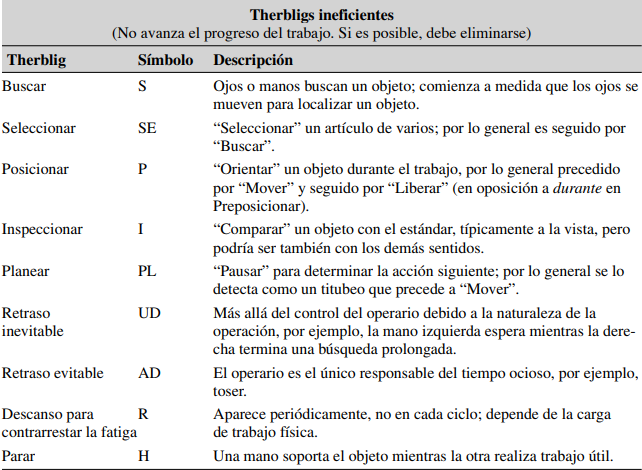 Therbligs ineficientes
(No avanza el progreso del trabajo. Si es posible, debe eliminarse)
Therblig Símbolo Descripción
Buscar S Ojos o manos buscan un objeto; comienza a medida que los ojos se
mueven para localizar un objeto.
Seleccionar SE “Seleccionar” un artículo de varios; por lo general es seguido por
“Buscar”.
Posicionar P “Orientar” un objeto durante el trabajo, por lo general precedido
por “Mover” y seguido por “Liberar” (en oposición a durante en
Preposicionar).
Inspeccionar I “Comparar” un objeto con el estándar, típicamente a la vista, pero
podría ser también con los demás sentidos.
Planear PL “Pausar” para determinar la acción siguiente; por lo general se lo
detecta como un titubeo que precede a “Mover”.
Retraso UD Más allá del control del operario debido a la naturaleza de la
inevitable operación, por ejemplo, la mano izquierda espera mientras la dere-
cha termina una búsqueda prolongada.
Retraso evitable AD El operario es el único responsable del tiempo ocioso, por ejemplo,
toser.
Descanso para R Aparece periódicamente, no en cada ciclo; depende de la carga
contrarrestar la fatiga de trabajo física.
Parar H Una mano soporta el objeto mientras la otra realiza trabajo útil.